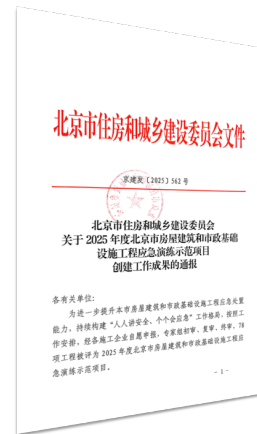 北京市住房和城乡建设委员会文件
京建发〔2025〕562号
北京市住房和城乡建设委员会
关于2025年度北京市房屋建筑和市政基础
设施工程应急演练示范项目
创建工作成果的通报
各有关单位：
为进一步提升本市房屋建筑和市政基础设施工程应急处置
能力，持续构建“人人讲安全、个个会应急”工作格局，按照工
作安排，经各施工企业自愿申报、专家组初审、复审、终审，78
项工程被评为2025年度北京市房屋建筑和市政基础设施工程应
急演练示范项目。
- 1 -